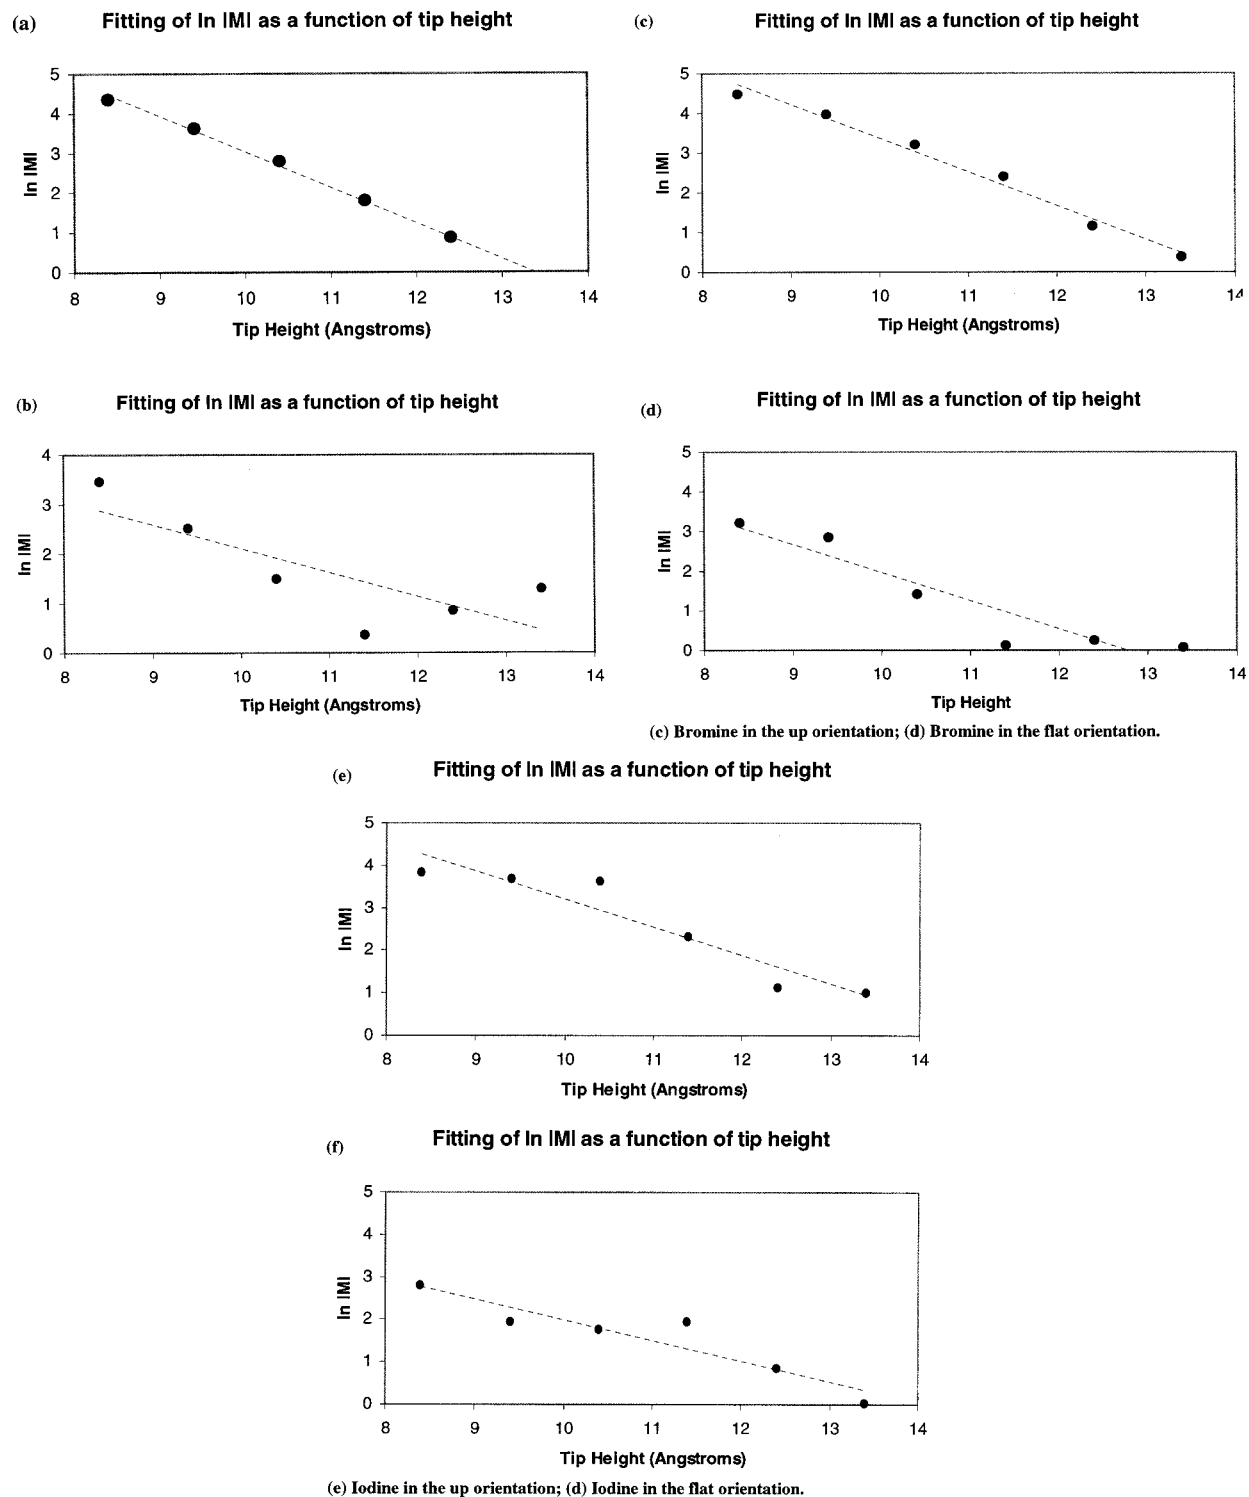 (a)
Fitting of ln IMI as a function of tip height
5
4
3
2
1
0
ln IMI
8 9 10 11 12 13 14
Tip Height (Angstroms)
(c)
Fitting of ln IMI as a function of tip height
5
4
3
2
1
0
ln IMI
8 9 10 11 12 13 14
Tip Height (Angstroms)
(b)
Fitting of ln IMI as a function of tip height
4
3
2
1
0
ln IMI
8 9 10 11 12 13 14
Tip Height (Angstroms)
(d)
Fitting of ln IMI as a function of tip height
5
4
3
2
1
0
ln IMI
8 9 10 11 12 13 14
Tip Height
(c) Bromine in the up orientation; (d) Bromine in the flat orientation.
(e)
Fitting of ln IMI as a function of tip height
5
4
3
2
1
0
ln IMI
8 9 10 11 12 13 14
Tip Height (Angstroms)
(f)
Fitting of ln IMI as a function of tip height
5
4
3
2
1
0
ln IMI
8 9 10 11 12 13 14
Tip Height (Angstroms)
(e) Iodine in the up orientation; (d) Iodine in the flat orientation.